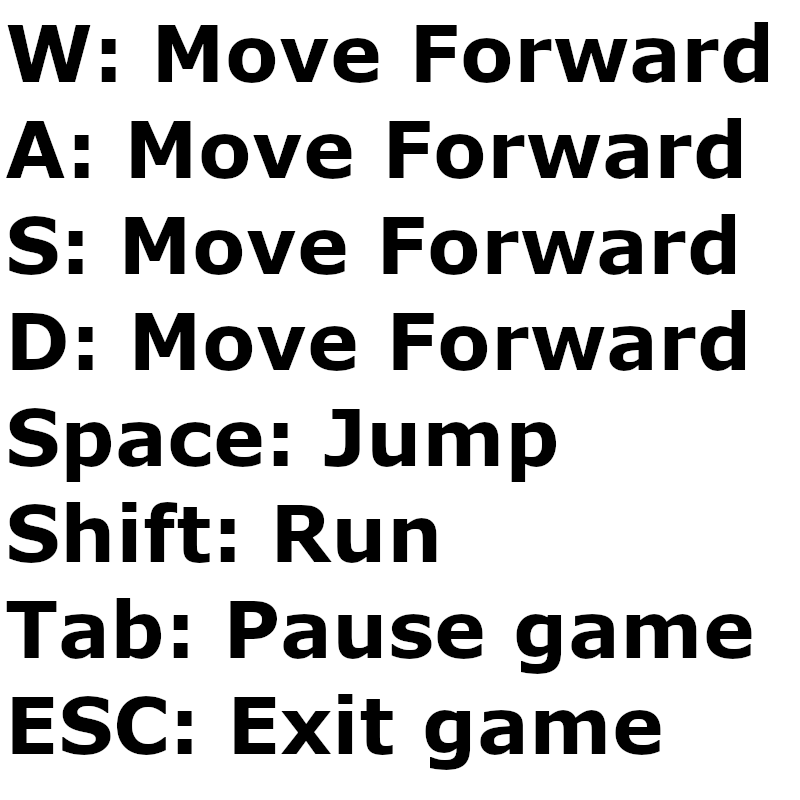 W: Move Forward
A: Move Forward
S: Move Forward
D: Move Forward
Space: Jump
Shift: Run
Tab: Pause game
ESC: Exit game